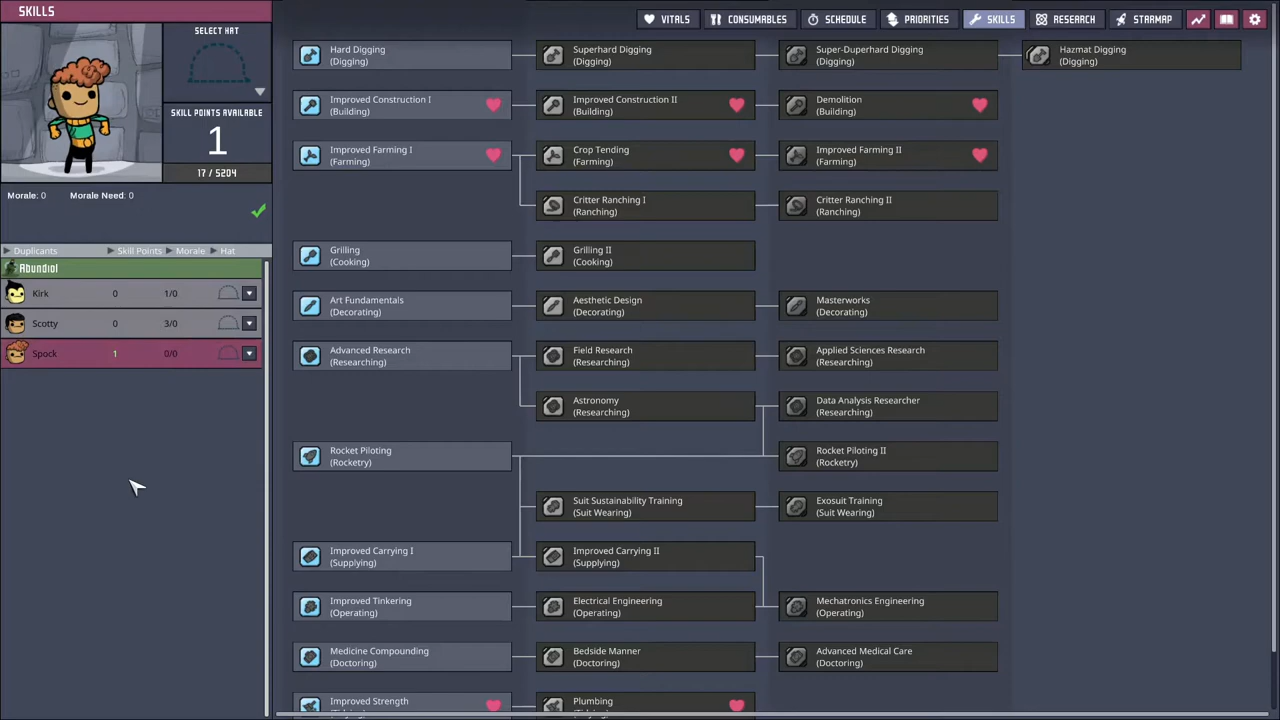 SKILLS
VITALS
CONSUMABLES
SCHEDULE
PRIORITIES
SKILLS
RESEARCH
STARMAP
SELECT HAT
SKILL POINTS AVAILABLE
1
17 / 5204
Morale: 0 Morale Need: 0
Duplicants Skill Points Morale Hat
Abundiol
Kirk 0 1/0
Scotty 0 3/0
Spock 1 0/0
Hard Digging
(Digging)
Superhard Digging
(Digging)
Super-Duperhard Digging
(Digging)
Hazmat Digging
(Digging)
Improved Construction I
(Building)
Improved Construction II
(Building)
Demolition
(Building)
Improved Farming I
(Farming)
Crop Tending
(Farming)
Improved Farming II
(Farming)
Critter Ranching I
(Ranching)
Critter Ranching II
(Ranching)
Grilling
(Cooking)
Grilling II
(Cooking)
Art Fundamentals
(Decorating)
Aesthetic Design
(Decorating)
Masterworks
(Decorating)
Advanced Research
(Researching)
Field Research
(Researching)
Applied Sciences Research
(Researching)
Astronomy
(Researching)
Data Analysis Researcher
(Researching)
Rocket Piloting
(Rocketry)
Rocket Piloting II
(Rocketry)
Suit Sustainability Training
(Suit Wearing)
Exosuit Training
(Suit Wearing)
Improved Carrying I
(Supplying)
Improved Carrying II
(Supplying)
Improved Tinkering
(Operating)
Electrical Engineering
(Operating)
Mechatronics Engineering
(Operating)
Medicine Compounding
(Doctoring)
Bedside Manner
(Doctoring)
Advanced Medical Care
(Doctoring)
Improved Strength
Plumbing